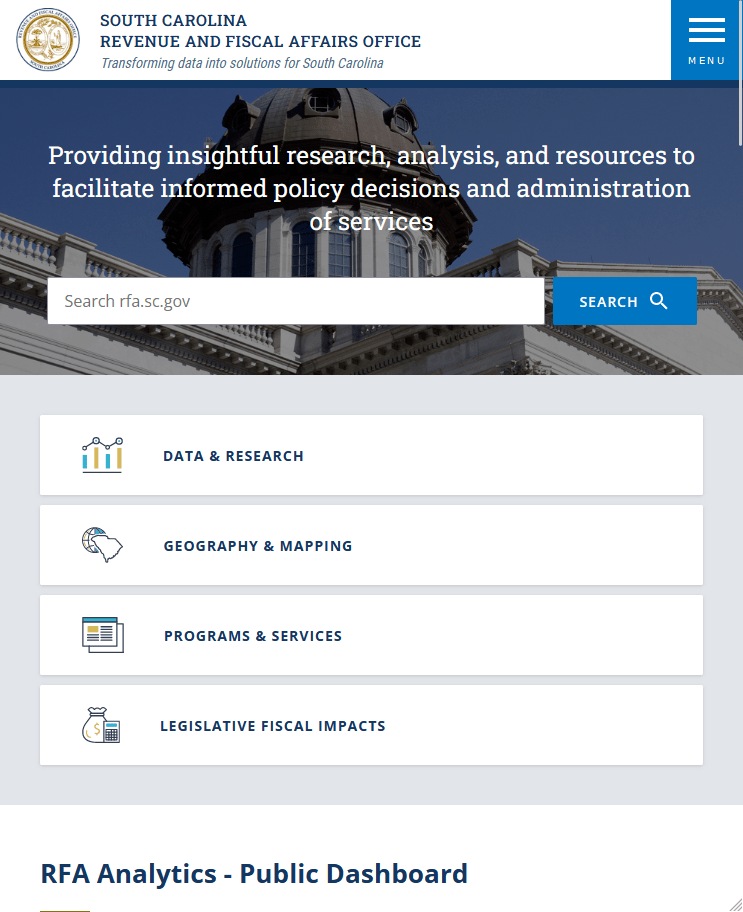 SOUTH CAROLINA
REVENUE AND FISCAL AFFAIRS OFFICE
Transforming data into solutions for South Carolina
MENU
Providing insightful research, analysis, and resources to
facilitate informed policy decisions and administration
of services
Search rfa.sc.gov
SEARCH
DATA & RESEARCH
GEOGRAPHY & MAPPING
PROGRAMS & SERVICES
LEGISLATIVE FISCAL IMPACTS
RFA Analytics - Public Dashboard